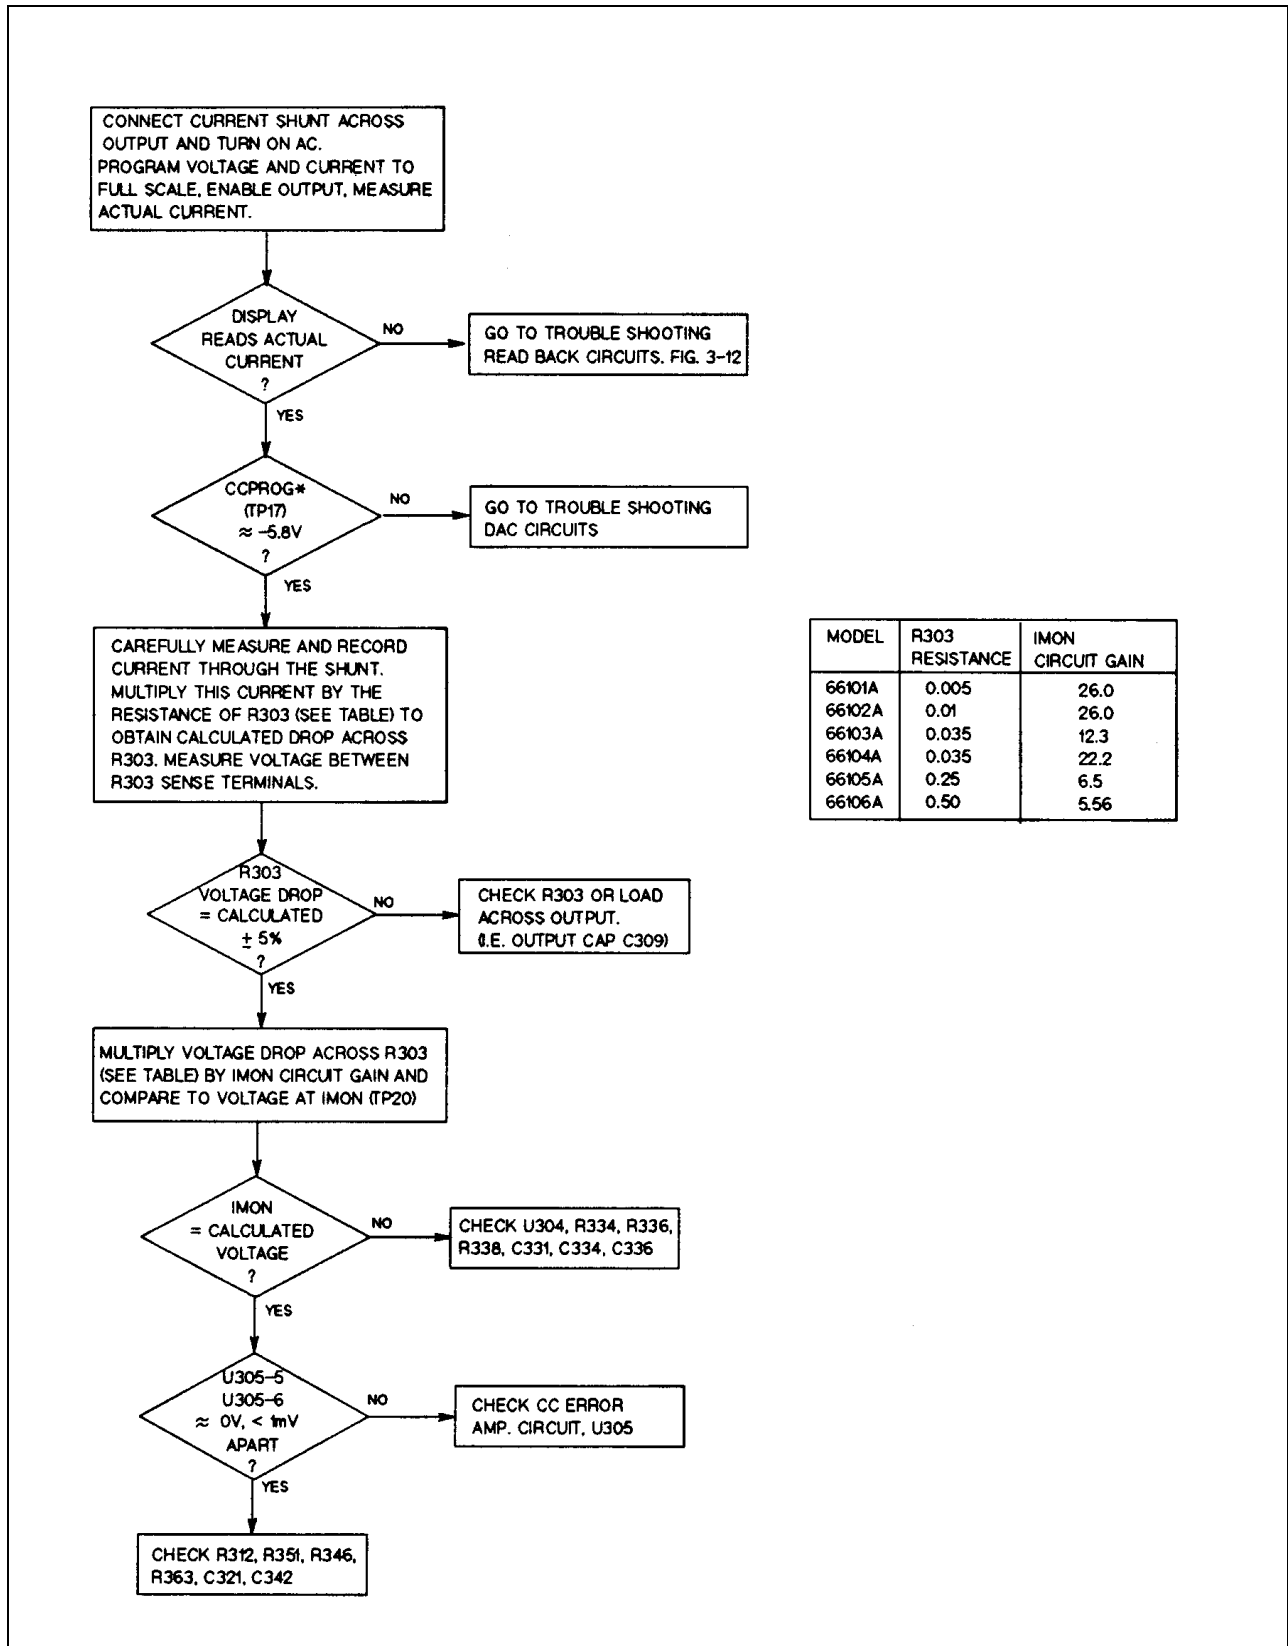 CONNECT CURRENT SHUNT ACROSS
OUTPUT AND TURN ON AC.
PROGRAM VOLTAGE AND CURRENT TO
FULL SCALE, ENABLE OUTPUT, MEASURE
ACTUAL CURRENT.
DISPLAY
READS ACTUAL
CURRENT
?
NO
GO TO TROUBLE SHOOTING
READ BACK CIRCUITS. FIG. 3-12
YES
CCPROG*
(TP17)
≈ -5.8V
?
NO
GO TO TROUBLE SHOOTING
DAC CIRCUITS
YES
CAREFULLY MEASURE AND RECORD
CURRENT THROUGH THE SHUNT.
MULTIPLY THIS CURRENT BY THE
RESISTANCE OF R303 (SEE TABLE) TO
OBTAIN CALCULATED DROP ACROSS
R303. MEASURE VOLTAGE BETWEEN
R303 SENSE TERMINALS.
MODEL R303 RESISTANCE IMON CIRCUIT GAIN
66101A 0.005 26.0
66102A 0.01 26.0
66103A 0.035 12.3
66104A 0.035 22.2
66105A 0.25 6.5
66106A 0.50 5.56
R303
VOLTAGE DROP
= CALCULATED
± 5%
?
NO
CHECK R303 OR LOAD
ACROSS OUTPUT.
(I.E. OUTPUT CAP C309)
YES
MULTIPLY VOLTAGE DROP ACROSS R303
(SEE TABLE) BY IMON CIRCUIT GAIN AND
COMPARE TO VOLTAGE AT IMON (TP20)
IMON
= CALCULATED
VOLTAGE
?
NO
CHECK U304, R334, R336,
R338, C331, C334, C336
YES
U305-5
U305-6
≈ 0V, < 1mV
APART
?
NO
CHECK CC ERROR
AMP. CIRCUIT, U305
YES
CHECK R312, R351, R346,
R363, C321, C342